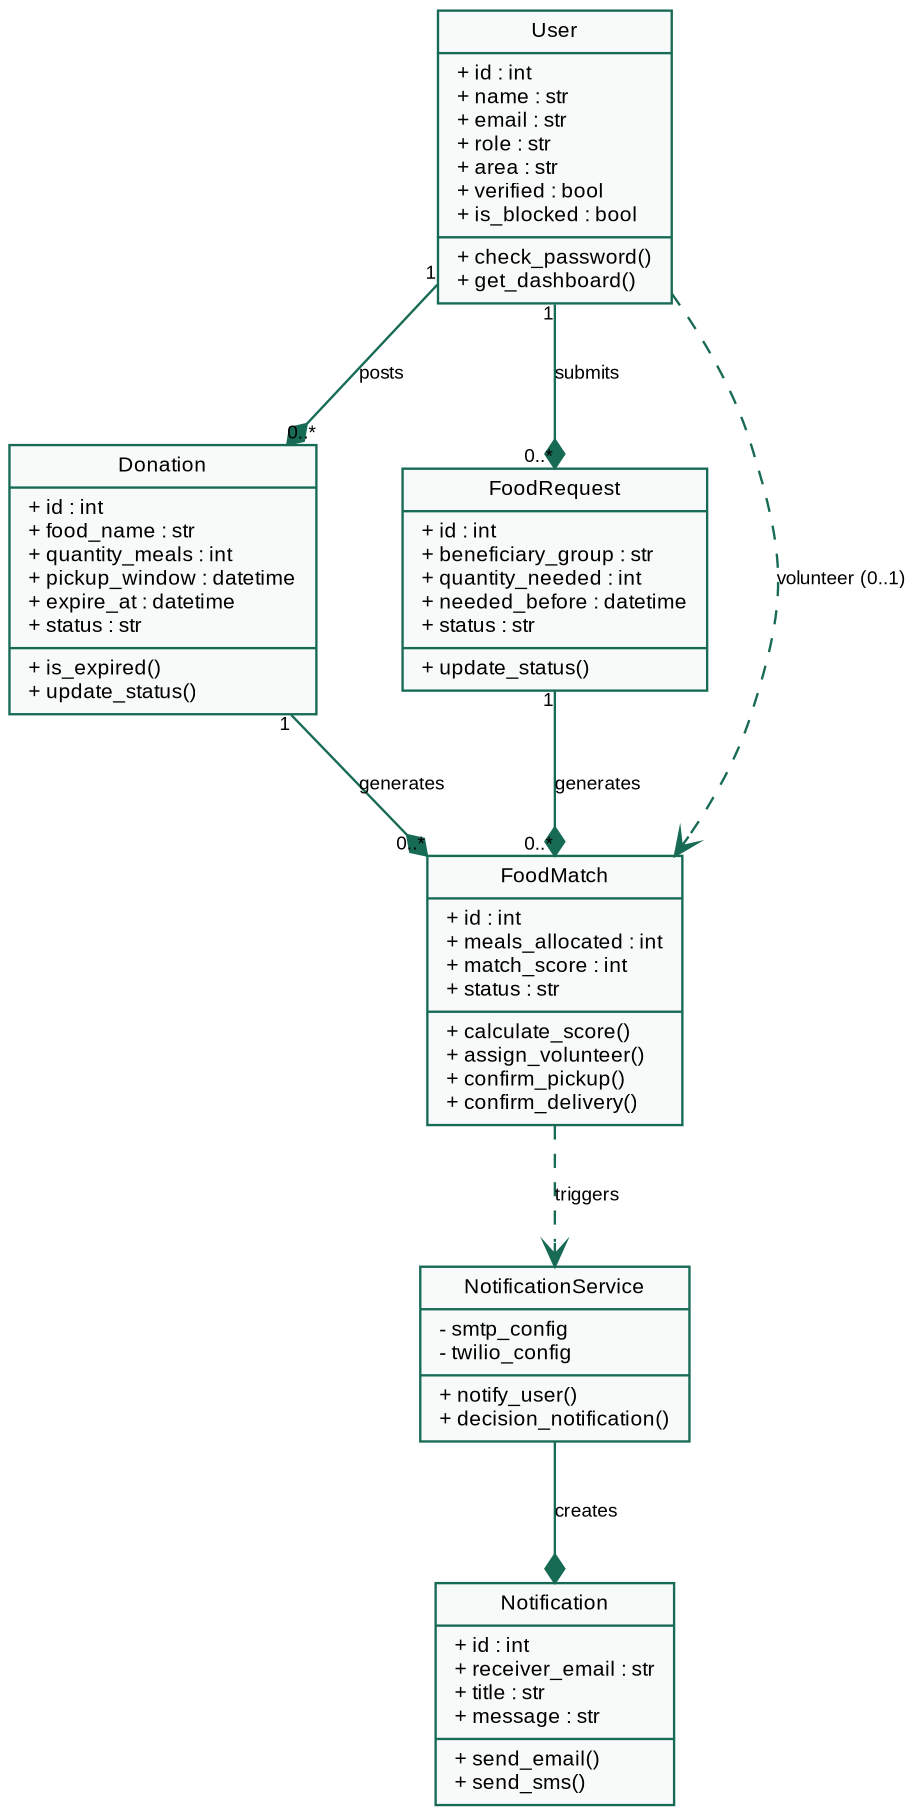 User
+ id : int
+ name : str
+ email : str
+ role : str
+ area : str
+ verified : bool
+ is_blocked : bool
+ check_password()
+ get_dashboard()
1
1
posts
submits
0..*
0..*
Donation
+ id : int
+ food_name : str
+ quantity_meals : int
+ pickup_window : datetime
+ expire_at : datetime
+ status : str
+ is_expired()
+ update_status()
FoodRequest
+ id : int
+ beneficiary_group : str
+ quantity_needed : int
+ needed_before : datetime
+ status : str
+ update_status()
volunteer (0..1)
1
1
generates
generates
0..*
0..*
FoodMatch
+ id : int
+ meals_allocated : int
+ match_score : int
+ status : str
+ calculate_score()
+ assign_volunteer()
+ confirm_pickup()
+ confirm_delivery()
triggers
NotificationService
- smtp_config
- twilio_config
+ notify_user()
+ decision_notification()
creates
Notification
+ id : int
+ receiver_email : str
+ title : str
+ message : str
+ send_email()
+ send_sms()